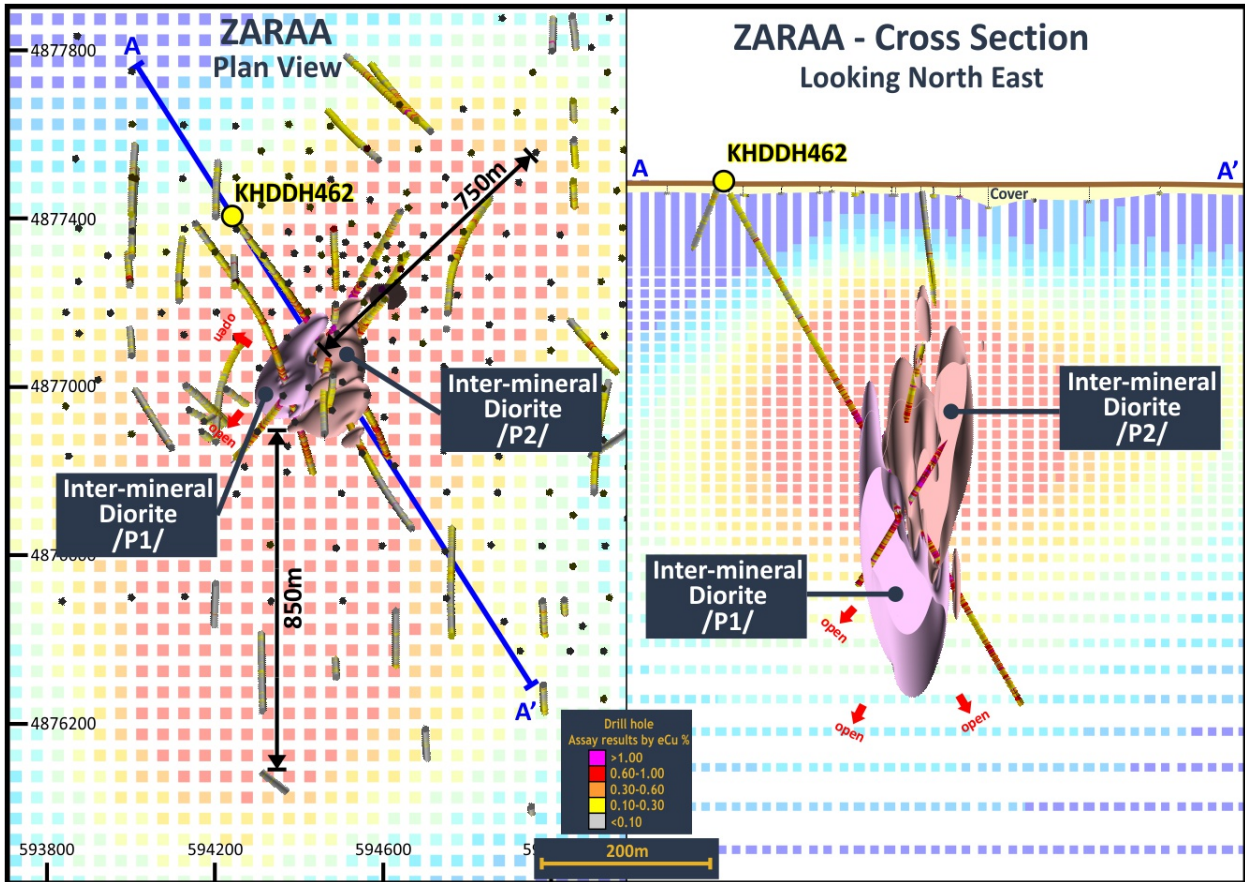 ZARAA
Plan View
A
4877800
KHDDH462
750m
4877400
open
4877000
open
Inter-mineral
Diorite
/P2/
Inter-mineral
Diorite
/P1/
850m
4876200
A'
593800
594200
594600
ZARAA - Cross Section
Looking North East
A
KHDDH462
A'
Cover
Inter-mineral
Diorite
/P2/
Inter-mineral
Diorite
/P1/
open
open
open
Drill hole
Assay results by eCu %
>1.00
0.60-1.00
0.30-0.60
0.10-0.30
<0.10
200m